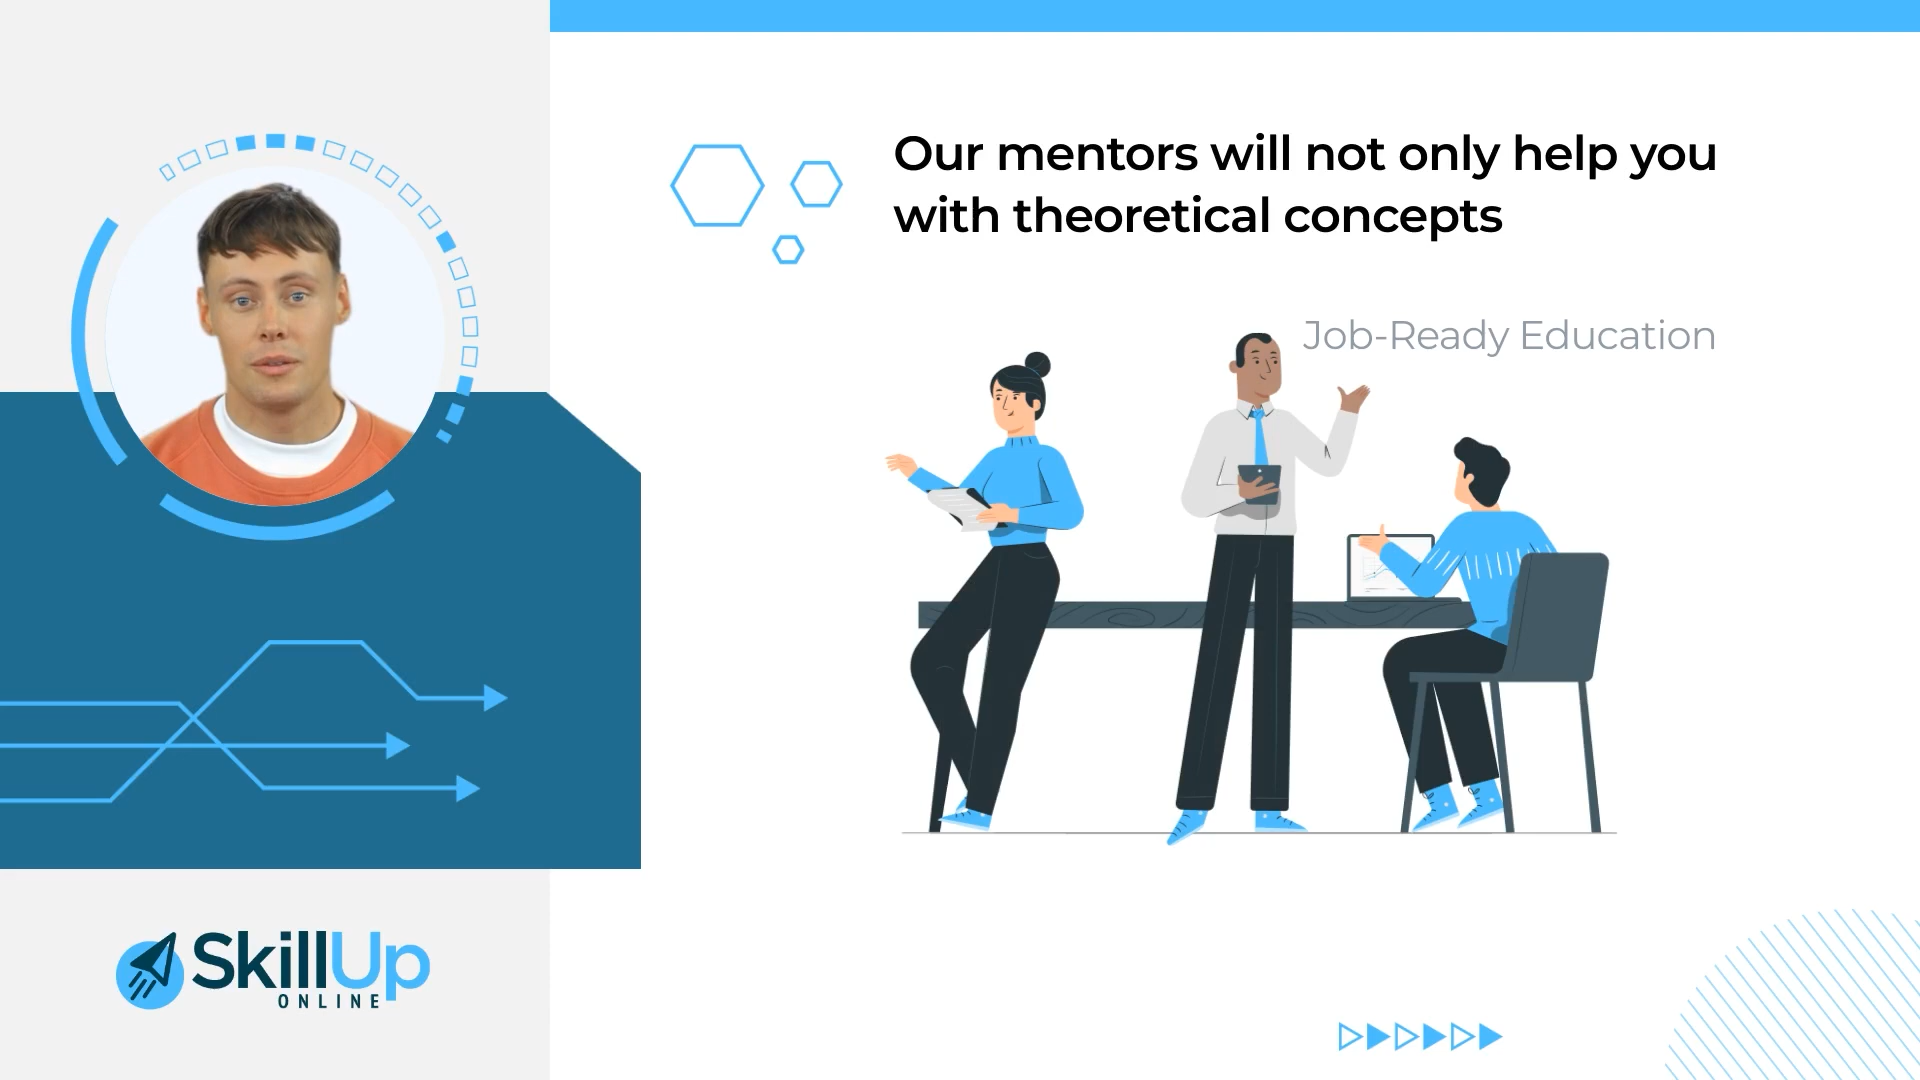 Our mentors will not only help you
with theoretical concepts
Job-Ready Education
SkillUp
ONLINE